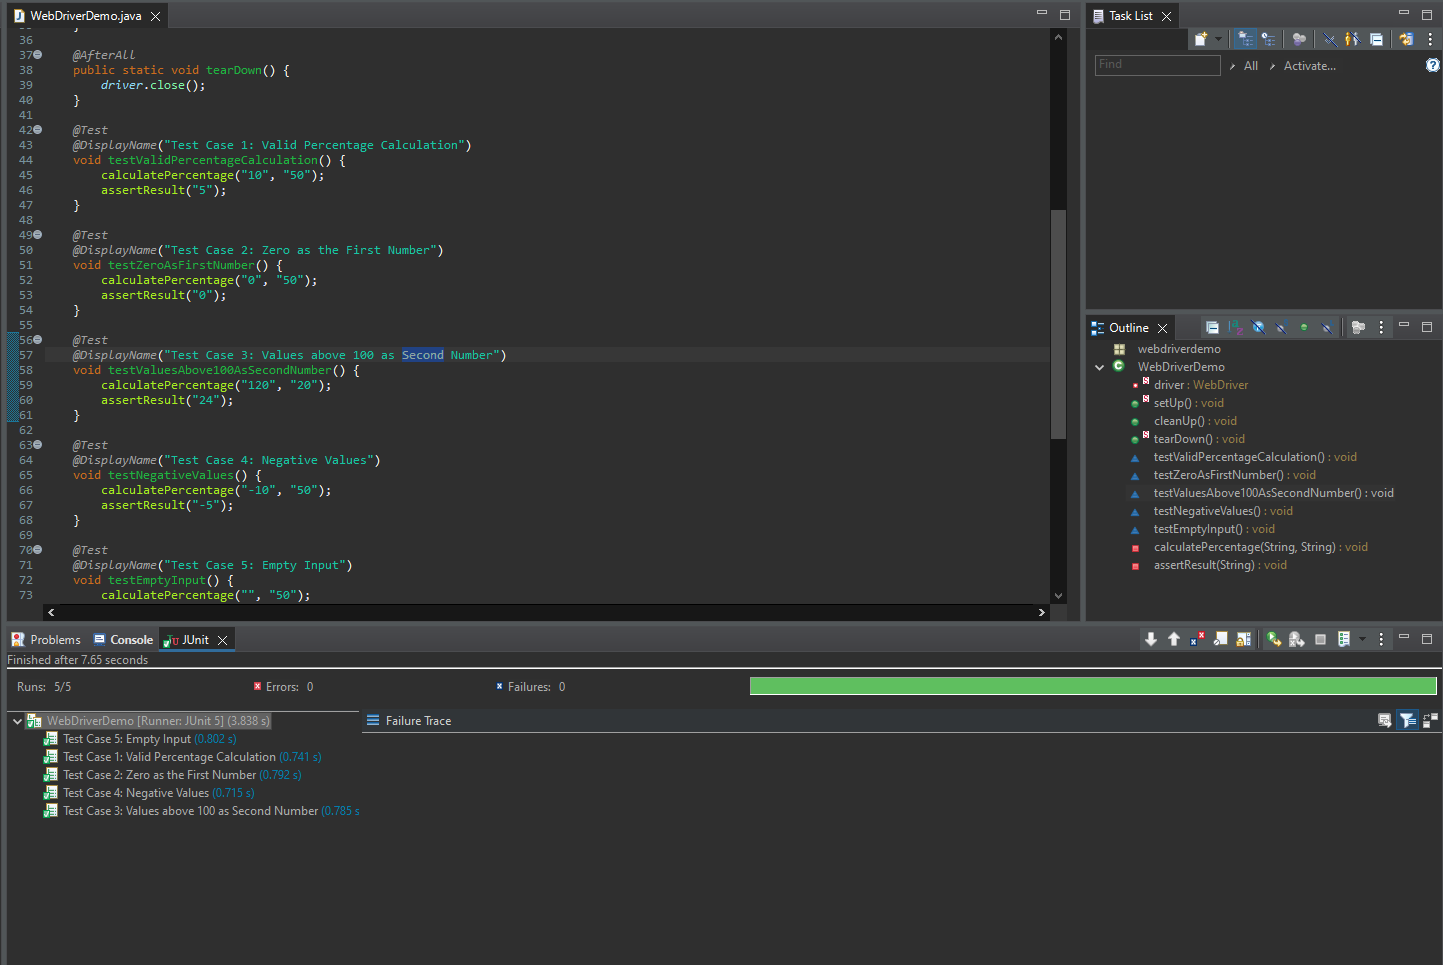 WebDriverDemo.java
36
37 @AfterAll
38 public static void tearDown() {
39 driver.close();
40 }
41
42 @Test
43 @DisplayName("Test Case 1: Valid Percentage Calculation")
44 void testValidPercentageCalculation() {
45 calculatePercentage("10", "50");
46 assertResult("5");
47 }
48
49 @Test
50 @DisplayName("Test Case 2: Zero as the First Number")
51 void testZeroAsFirstNumber() {
52 calculatePercentage("0", "50");
53 assertResult("0");
54 }
55
56 @Test
57 @DisplayName("Test Case 3: Values above 100 as Second Number")
58 void testValuesAbove100AsSecondNumber() {
59 calculatePercentage("120", "20");
60 assertResult("24");
61 }
62
63 @Test
64 @DisplayName("Test Case 4: Negative Values")
65 void testNegativeValues() {
66 calculatePercentage("-10", "50");
67 assertResult("-5");
68 }
69
70 @Test
71 @DisplayName("Test Case 5: Empty Input")
72 void testEmptyInput() {
73 calculatePercentage("", "50");
Task List
Find
All
Activate...
Outline
webdriverdemo
WebDriverDemo
driver : WebDriver
setUp() : void
cleanUp() : void
tearDown() : void
testValidPercentageCalculation() : void
testZeroAsFirstNumber() : void
testValuesAbove100AsSecondNumber() : void
testNegativeValues() : void
testEmptyInput() : void
calculatePercentage(String, String) : void
assertResult(String) : void
Problems Console JUnit
Finished after 7.65 seconds
Runs: 5/5 Errors: 0 Failures: 0
WebDriverDemo [Runner: JUnit 5] (3.838 s)
Test Case 5: Empty Input (0.802 s)
Test Case 1: Valid Percentage Calculation (0.741 s)
Test Case 2: Zero as the First Number (0.792 s)
Test Case 4: Negative Values (0.715 s)
Test Case 3: Values above 100 as Second Number (0.785 s
Failure Trace